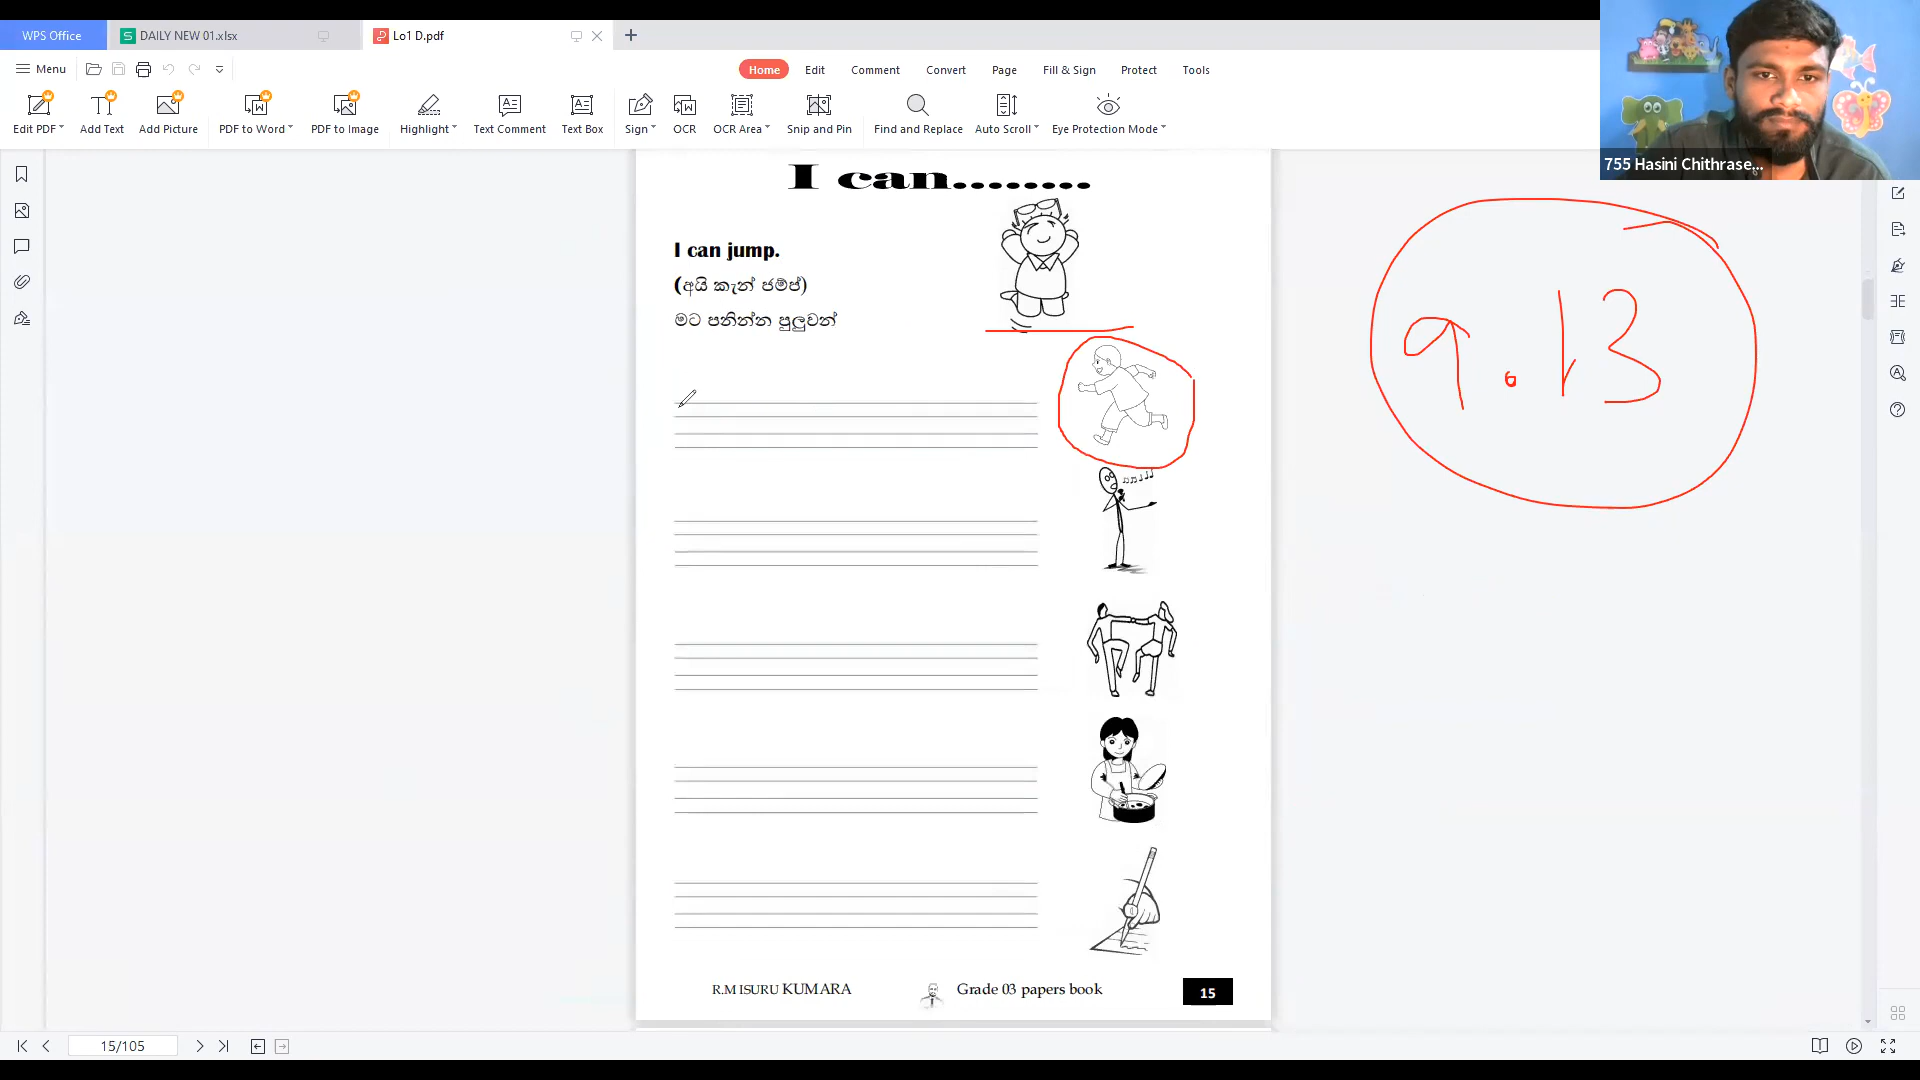 WPS Office
DAILY NEW 01.xlsx
Lo1 D.pdf
Menu
Home
Edit
Comment
Convert
Page
Fill & Sign
Protect
Tools
Edit PDF
Add Text
Add Picture
PDF to Word
PDF to Image
Highlight
Text Comment
Text Box
Sign
OCR
OCR Area
Snip and Pin
Find and Replace
Auto Scroll
Eye Protection Mode
755 Hasini Chithrase...
I can........
I can jump.
(අයි කැන් ජම්ප්)
මට පනින්න පුලුවන්
9.13
R.M ISURU KUMARA
Grade 03 papers book
15
15/105